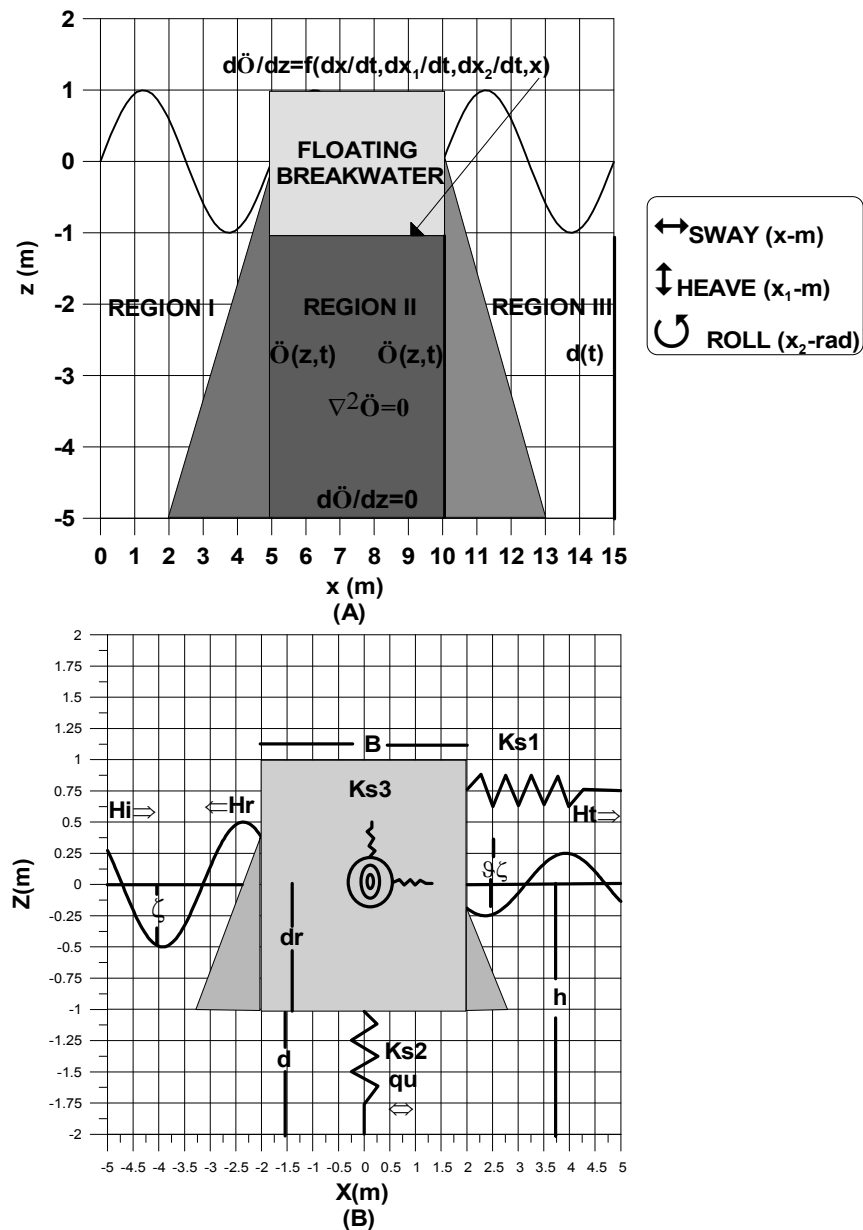 2
1
0
-1
-2
-3
-4
-5
z (m)
dÖ/dz=f(dx/dt,dx₁/dt,dx₂/dt,x)
FLOATING
BREAKWATER
REGION I
REGION II
REGION III
Ö(z,t) Ö(z,t)
d(t)
∇²Ö=0
dÖ/dz=0
0 1 2 3 4 5 6 7 8 9 10 11 12 13 14 15
x (m)
(A)
SWAY (x-m)
HEAVE (x₁-m)
ROLL (x₂-rad)
2
1.75
1.5
1.25
1
0.75
0.5
0.25
0
-0.25
-0.5
-0.75
-1
-1.25
-1.5
-1.75
-2
Z(m)
B
Ks1
Ks3
Hi⇒
⇐Hr
Ht⇒
ζ
ϑζ
dr
h
d
Ks2
qu
⇔
-5 -4.5 -4 -3.5 -3 -2.5 -2 -1.5 -1 -0.5 0 0.5 1 1.5 2 2.5 3 3.5 4 4.5 5
X(m)
(B)